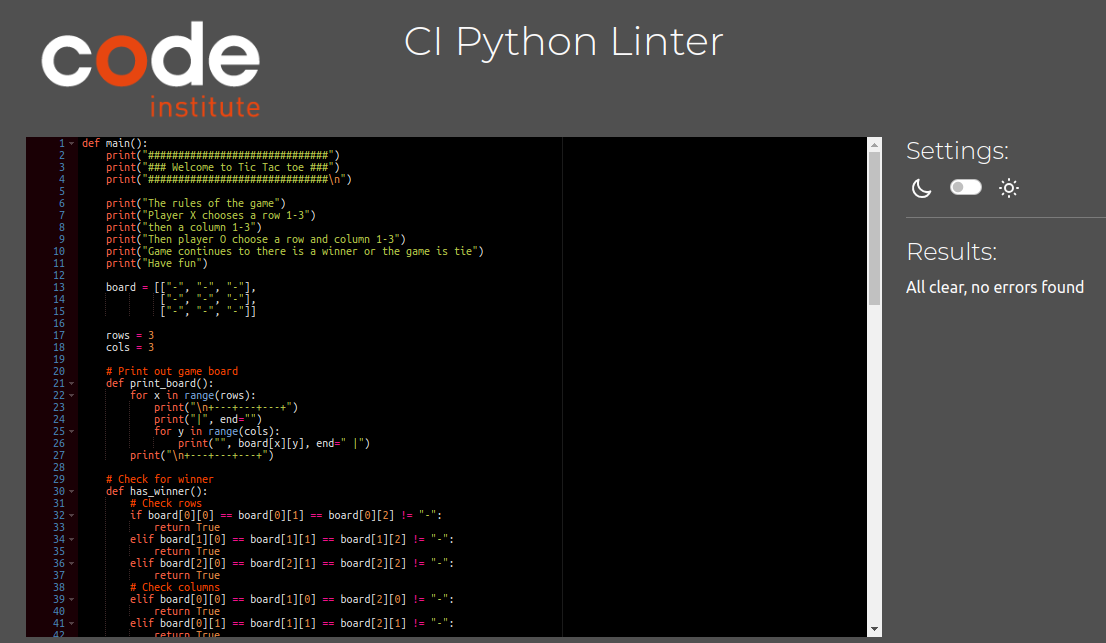 code
institute
CI Python Linter
1 def main():
2 print("##############################")
3 print("### Welcome to Tic Tac toe ###")
4 print("##############################\n")
5
6 print("The rules of the game")
7 print("Player X chooses a row 1-3")
8 print("then a column 1-3")
9 print("Then player O choose a row and column 1-3")
10 print("Game continues to there is a winner or the game is tie")
11 print("Have fun")
12
13 board = [["-", "-", "-"],
14 ["-", "-", "-"],
15 ["-", "-", "-"]]
16
17 rows = 3
18 cols = 3
19
20 # Print out game board
21 def print_board():
22 for x in range(rows):
23 print("\n+---+---+---+")
24 print("|", end="")
25 for y in range(cols):
26 print("", board[x][y], end=" |")
27 print("\n+---+---+---+")
28
29 # Check for winner
30 def has_winner():
31 # Check rows
32 if board[0][0] == board[0][1] == board[0][2] != "-":
33 return True
34 elif board[1][0] == board[1][1] == board[1][2] != "-":
35 return True
36 elif board[2][0] == board[2][1] == board[2][2] != "-":
37 return True
38 # Check columns
39 elif board[0][0] == board[1][0] == board[2][0] != "-":
40 return True
41 elif board[0][1] == board[1][1] == board[2][1] != "-":
42 return True
Settings:
Results:
All clear, no errors found